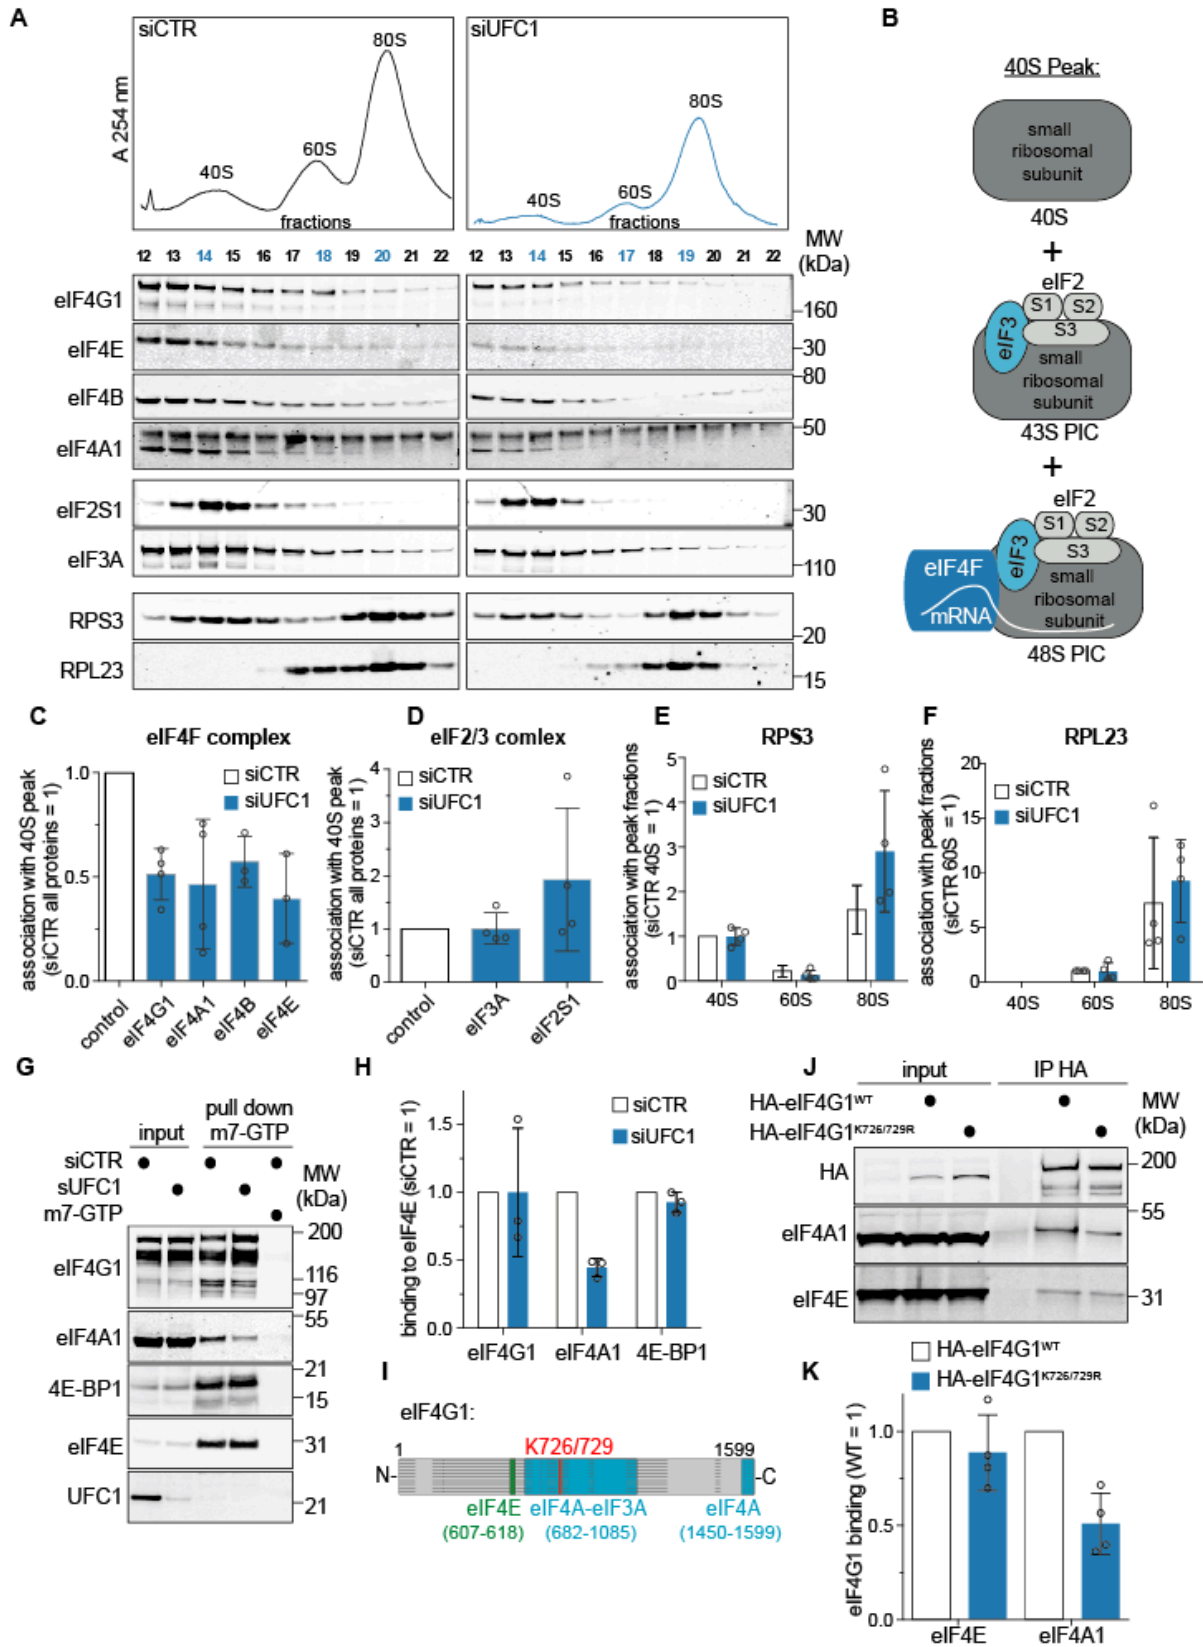 A
siCTR
siUFC1
A 254 nm
40S
60S
80S
fractions
40S
60S
80S
fractions
12 13 14 15 16 17 18 19 20 21 22
12 13 14 15 16 17 18 19 20 21 22
MW
(kDa)
eIF4G1
160
eIF4E
30
80
eIF4B
50
eIF4A1
eIF2S1
30
eIF3A
110
RPS3
20
RPL23
15
B
40S Peak:
small
ribosomal
subunit
40S
+
eIF2
S1 S2
S3
eIF3
small
ribosomal
subunit
43S PIC
+
eIF2
S1 S2
S3
eIF3
eIF4F
mRNA
small
ribosomal
subunit
48S PIC
C
eIF4F complex
association with 40S peak
(siCTR all proteins = 1)
1.0
0.5
0.0
siCTR
siUFC1
control
eIF4G1
eIF4A1
eIF4B
eIF4E
D
eIF2/3 comlex
association with 40S peak
(siCTR all proteins = 1)
4
3
2
1
0
siCTR
siUFC1
control
eIF3A
eIF2S1
E
RPS3
association with peak fractions
(siCTR 40S = 1)
5
4
3
2
1
0
siCTR
siUFC1
40S
60S
80S
F
RPL23
association with peak fractions
(siCTR 60S = 1)
20
15
10
5
0
siCTR
siUFC1
40S
60S
80S
G
input
pull down
m7-GTP
siCTR
sUFC1
m7-GTP
MW
(kDa)
eIF4G1
200
116
97
55
eIF4A1
21
4E-BP1
15
eIF4E
31
UFC1
21
H
binding to eIF4E (siCTR = 1)
1.5
1.0
0.5
0.0
siCTR
siUFC1
eIF4G1
eIF4A1
4E-BP1
I
eIF4G1:
1
K726/729
1599
N-
-C
eIF4E
(607-618)
eIF4A-eIF3A
(682-1085)
eIF4A
(1450-1599)
J
input
IP HA
HA-eIF4G1WT
HA-eIF4G1K726/729R
MW
(kDa)
HA
200
55
eIF4A1
eIF4E
31
K
HA-eIF4G1WT
HA-eIF4G1K726/729R
eIF4G1 binding (WT = 1)
1.0
0.5
0.0
eIF4E
eIF4A1